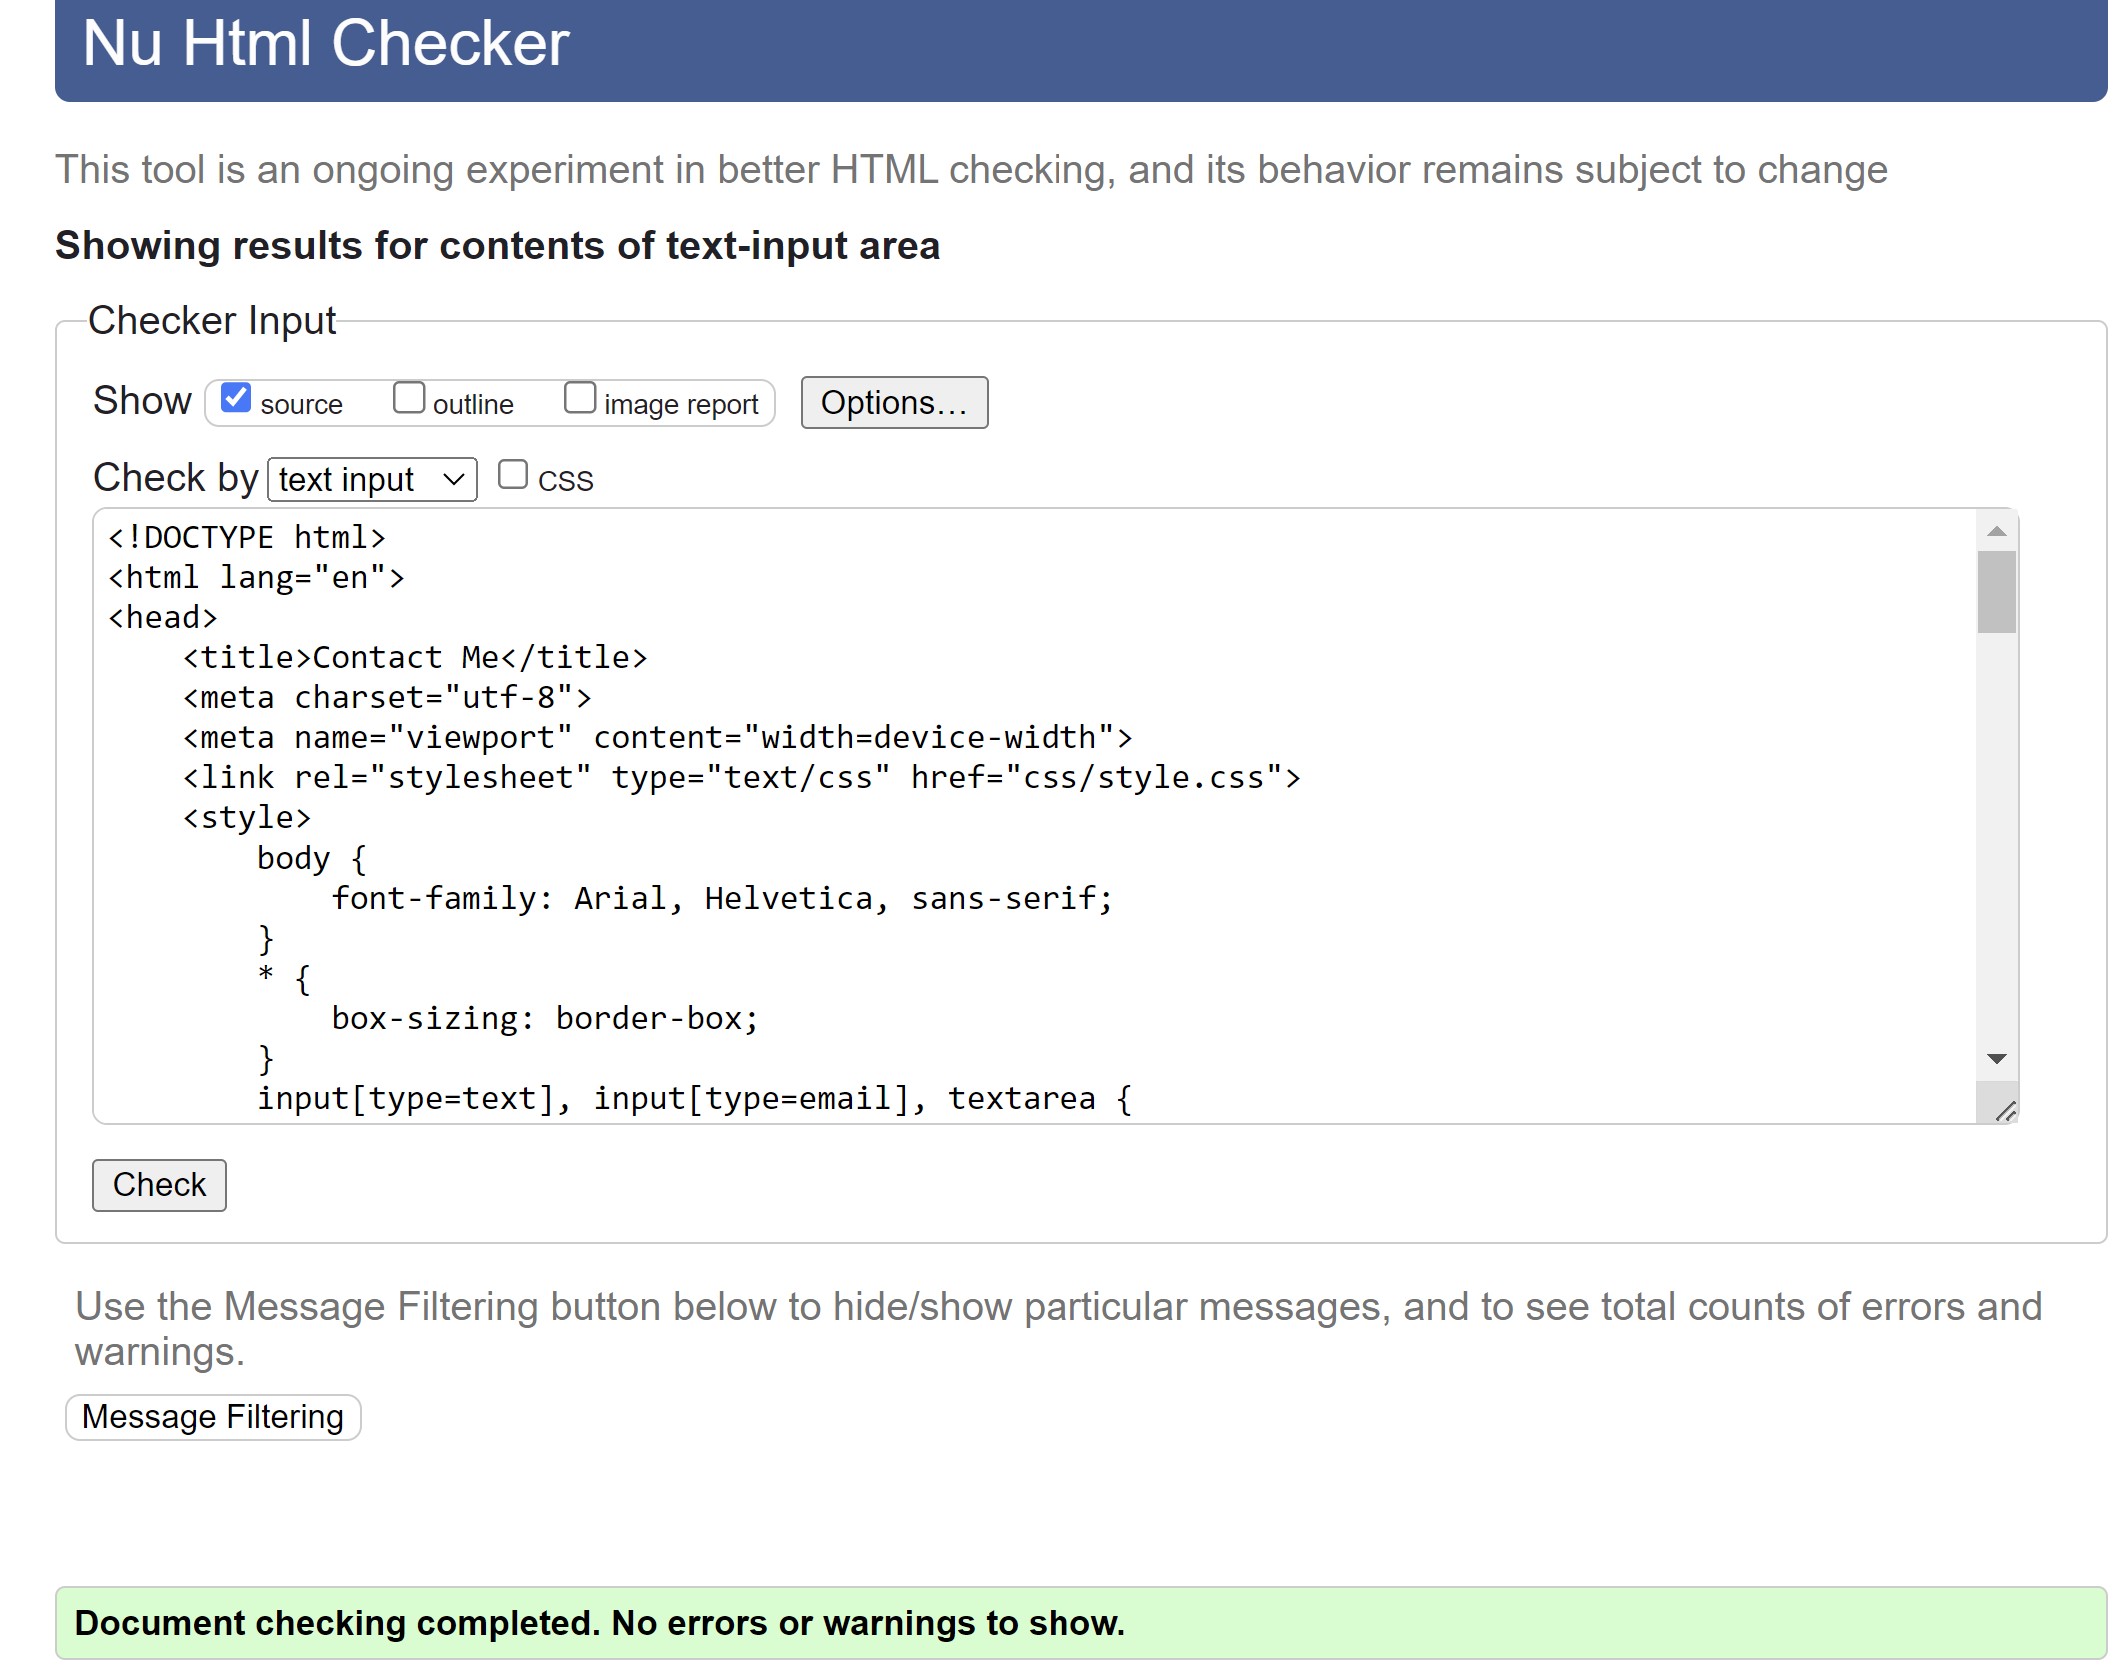 Nu Html Checker
This tool is an ongoing experiment in better HTML checking, and its behavior remains subject to change
Showing results for contents of text-input area
Checker Input
Show source outline image report Options...
Check by text input CSS
<!DOCTYPE html>
<html lang="en">
<head>
    <title>Contact Me</title>
    <meta charset="utf-8">
    <meta name="viewport" content="width=device-width">
    <link rel="stylesheet" type="text/css" href="css/style.css">
    <style>
        body {
            font-family: Arial, Helvetica, sans-serif;
        }
        * {
            box-sizing: border-box;
        }
        input[type=text], input[type=email], textarea {
Check
Use the Message Filtering button below to hide/show particular messages, and to see total counts of errors and
warnings.
Message Filtering
Document checking completed. No errors or warnings to show.